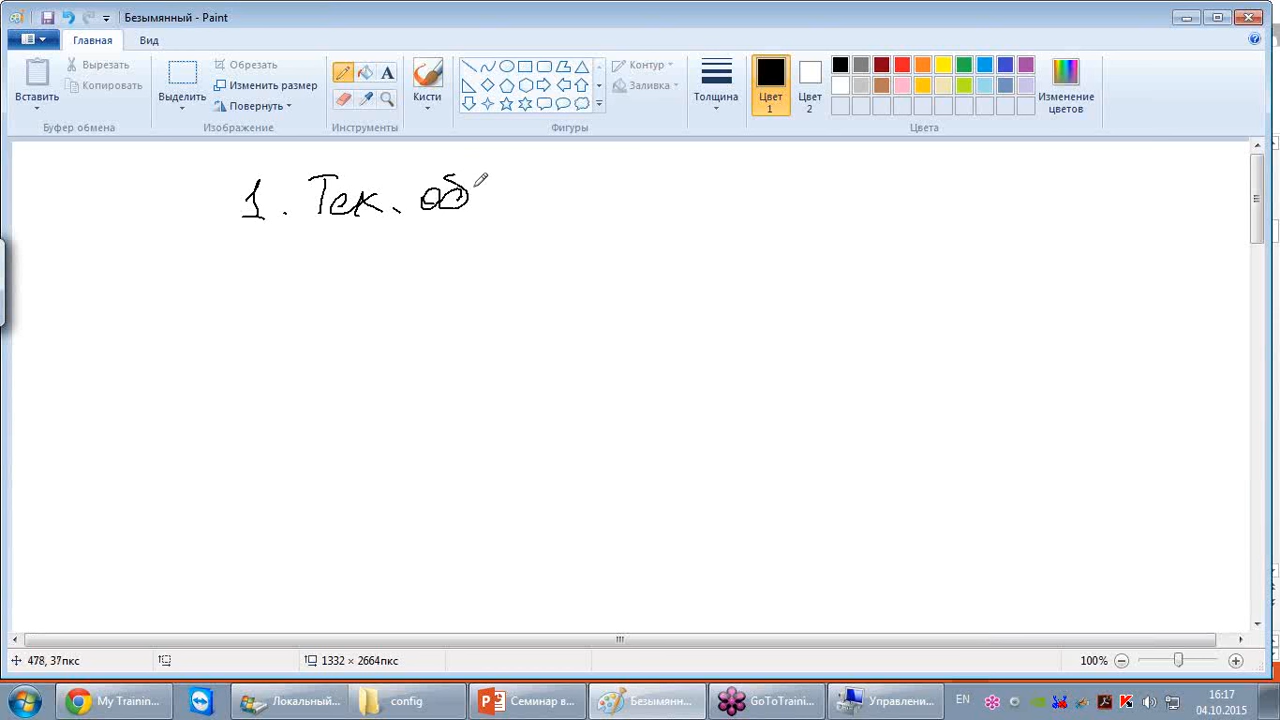 Безымянный - Paint
Главная
Вид
Вставить
Вырезать
Копировать
Буфер обмена
Выделить
Обрезать
Изменить размер
Повернуть
Изображение
Инструменты
Кисти
Фигуры
Контур
Заливка
Толщина
Цвет 1
Цвет 2
Изменение цветов
Цвета
1. Тек. об
478, 37пкс
1332 × 2664пкс
100%
My Trainin...
Локальный...
config
Семинар в...
Безымянн...
GoToTraini...
Управлени...
EN
16:17
04.10.2015